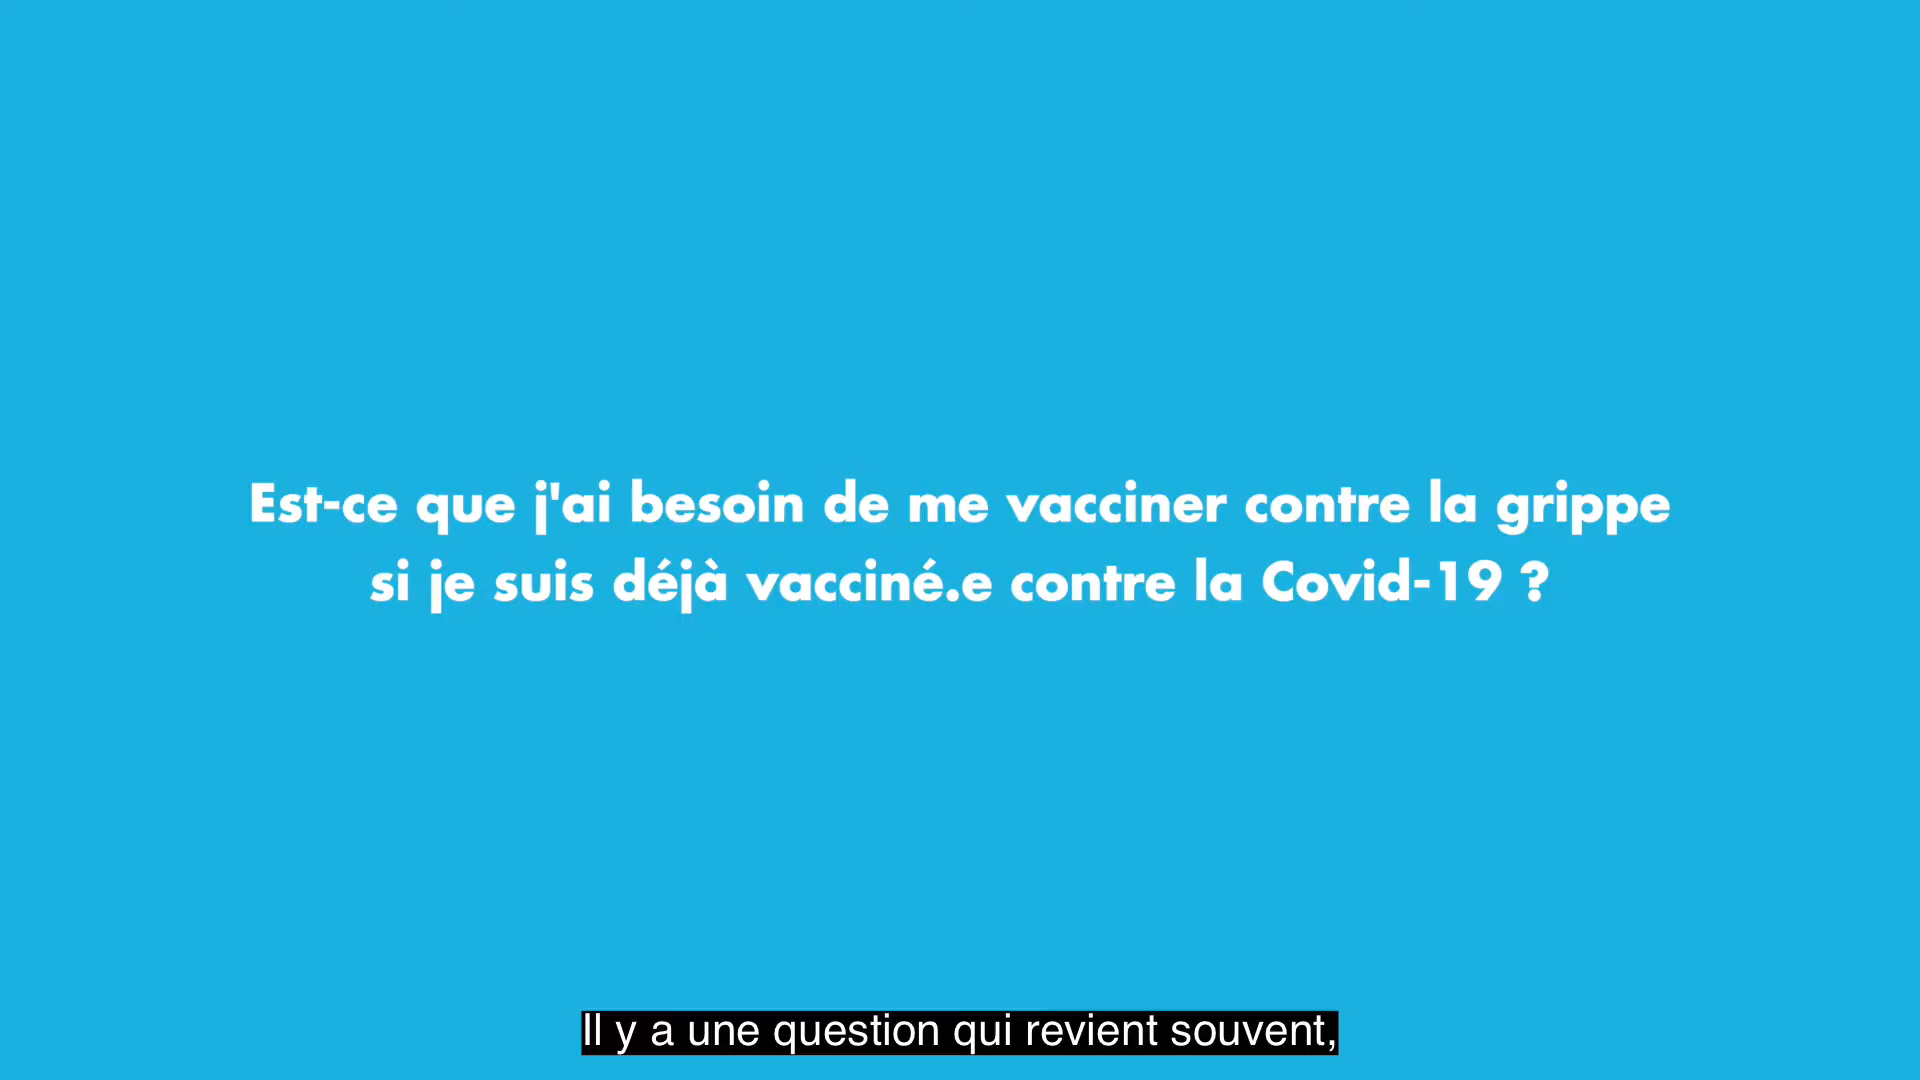 Est-ce que j'ai besoin de me vacciner contre la grippe
si je suis déjà vacciné.e contre la Covid-19 ?
Il y a une question qui revient souvent,